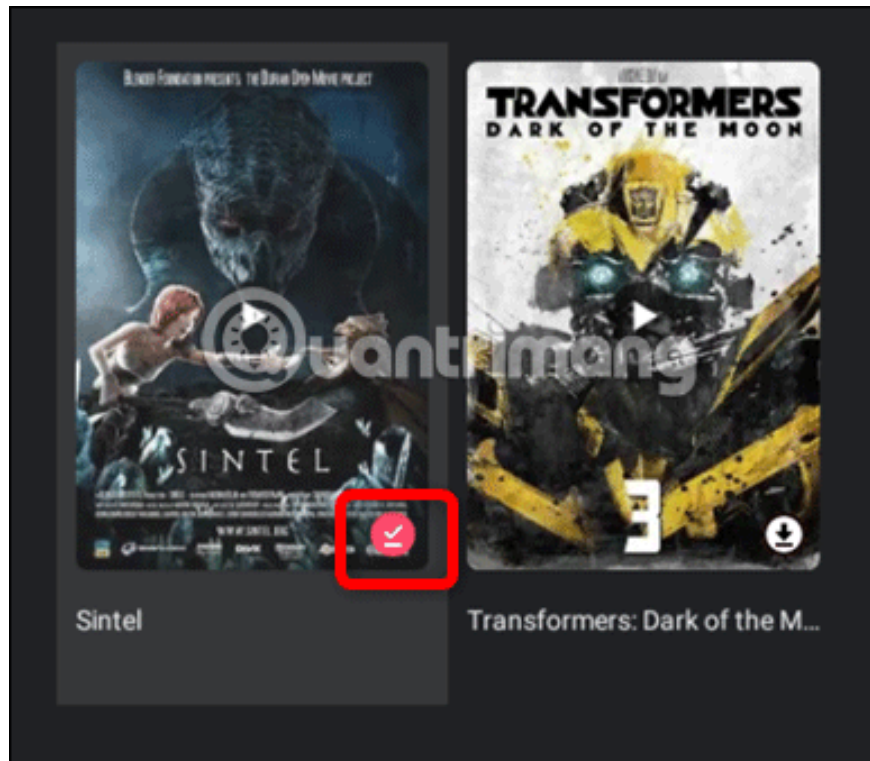 BLENDER FOUNDATION PRESENTS THE DURIAN OPEN MOVIE PROJECT
SINTEL
WWW.SINTEL.ORG
TRANSFORMERS
DARK OF THE MOON
3
Quantrimang
Sintel
Transformers: Dark of the M...